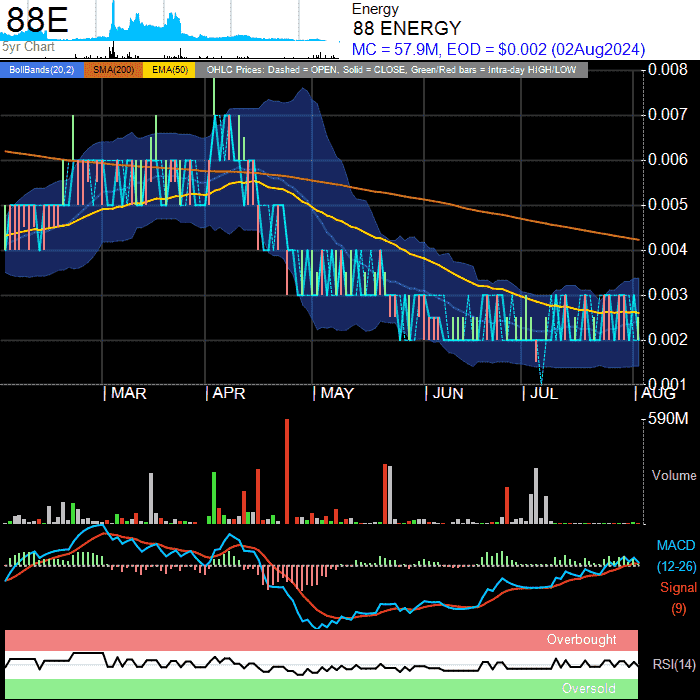 88E
5yr Chart
Energy
88 ENERGY
MC = 57.9M, EOD = $0.002 (02Aug2024)
BollBands(20,2) SMA(200) EMA(50) OHLC Prices: Dashed = OPEN, Solid = CLOSE, Green/Red bars = Intra-day HIGH/LOW
0.008
0.007
0.006
0.005
0.004
0.003
0.002
0.001
MAR APR MAY JUN JUL AUG
590M
Volume
MACD
(12-26)
Signal
(9)
Overbought
RSI(14)
Oversold